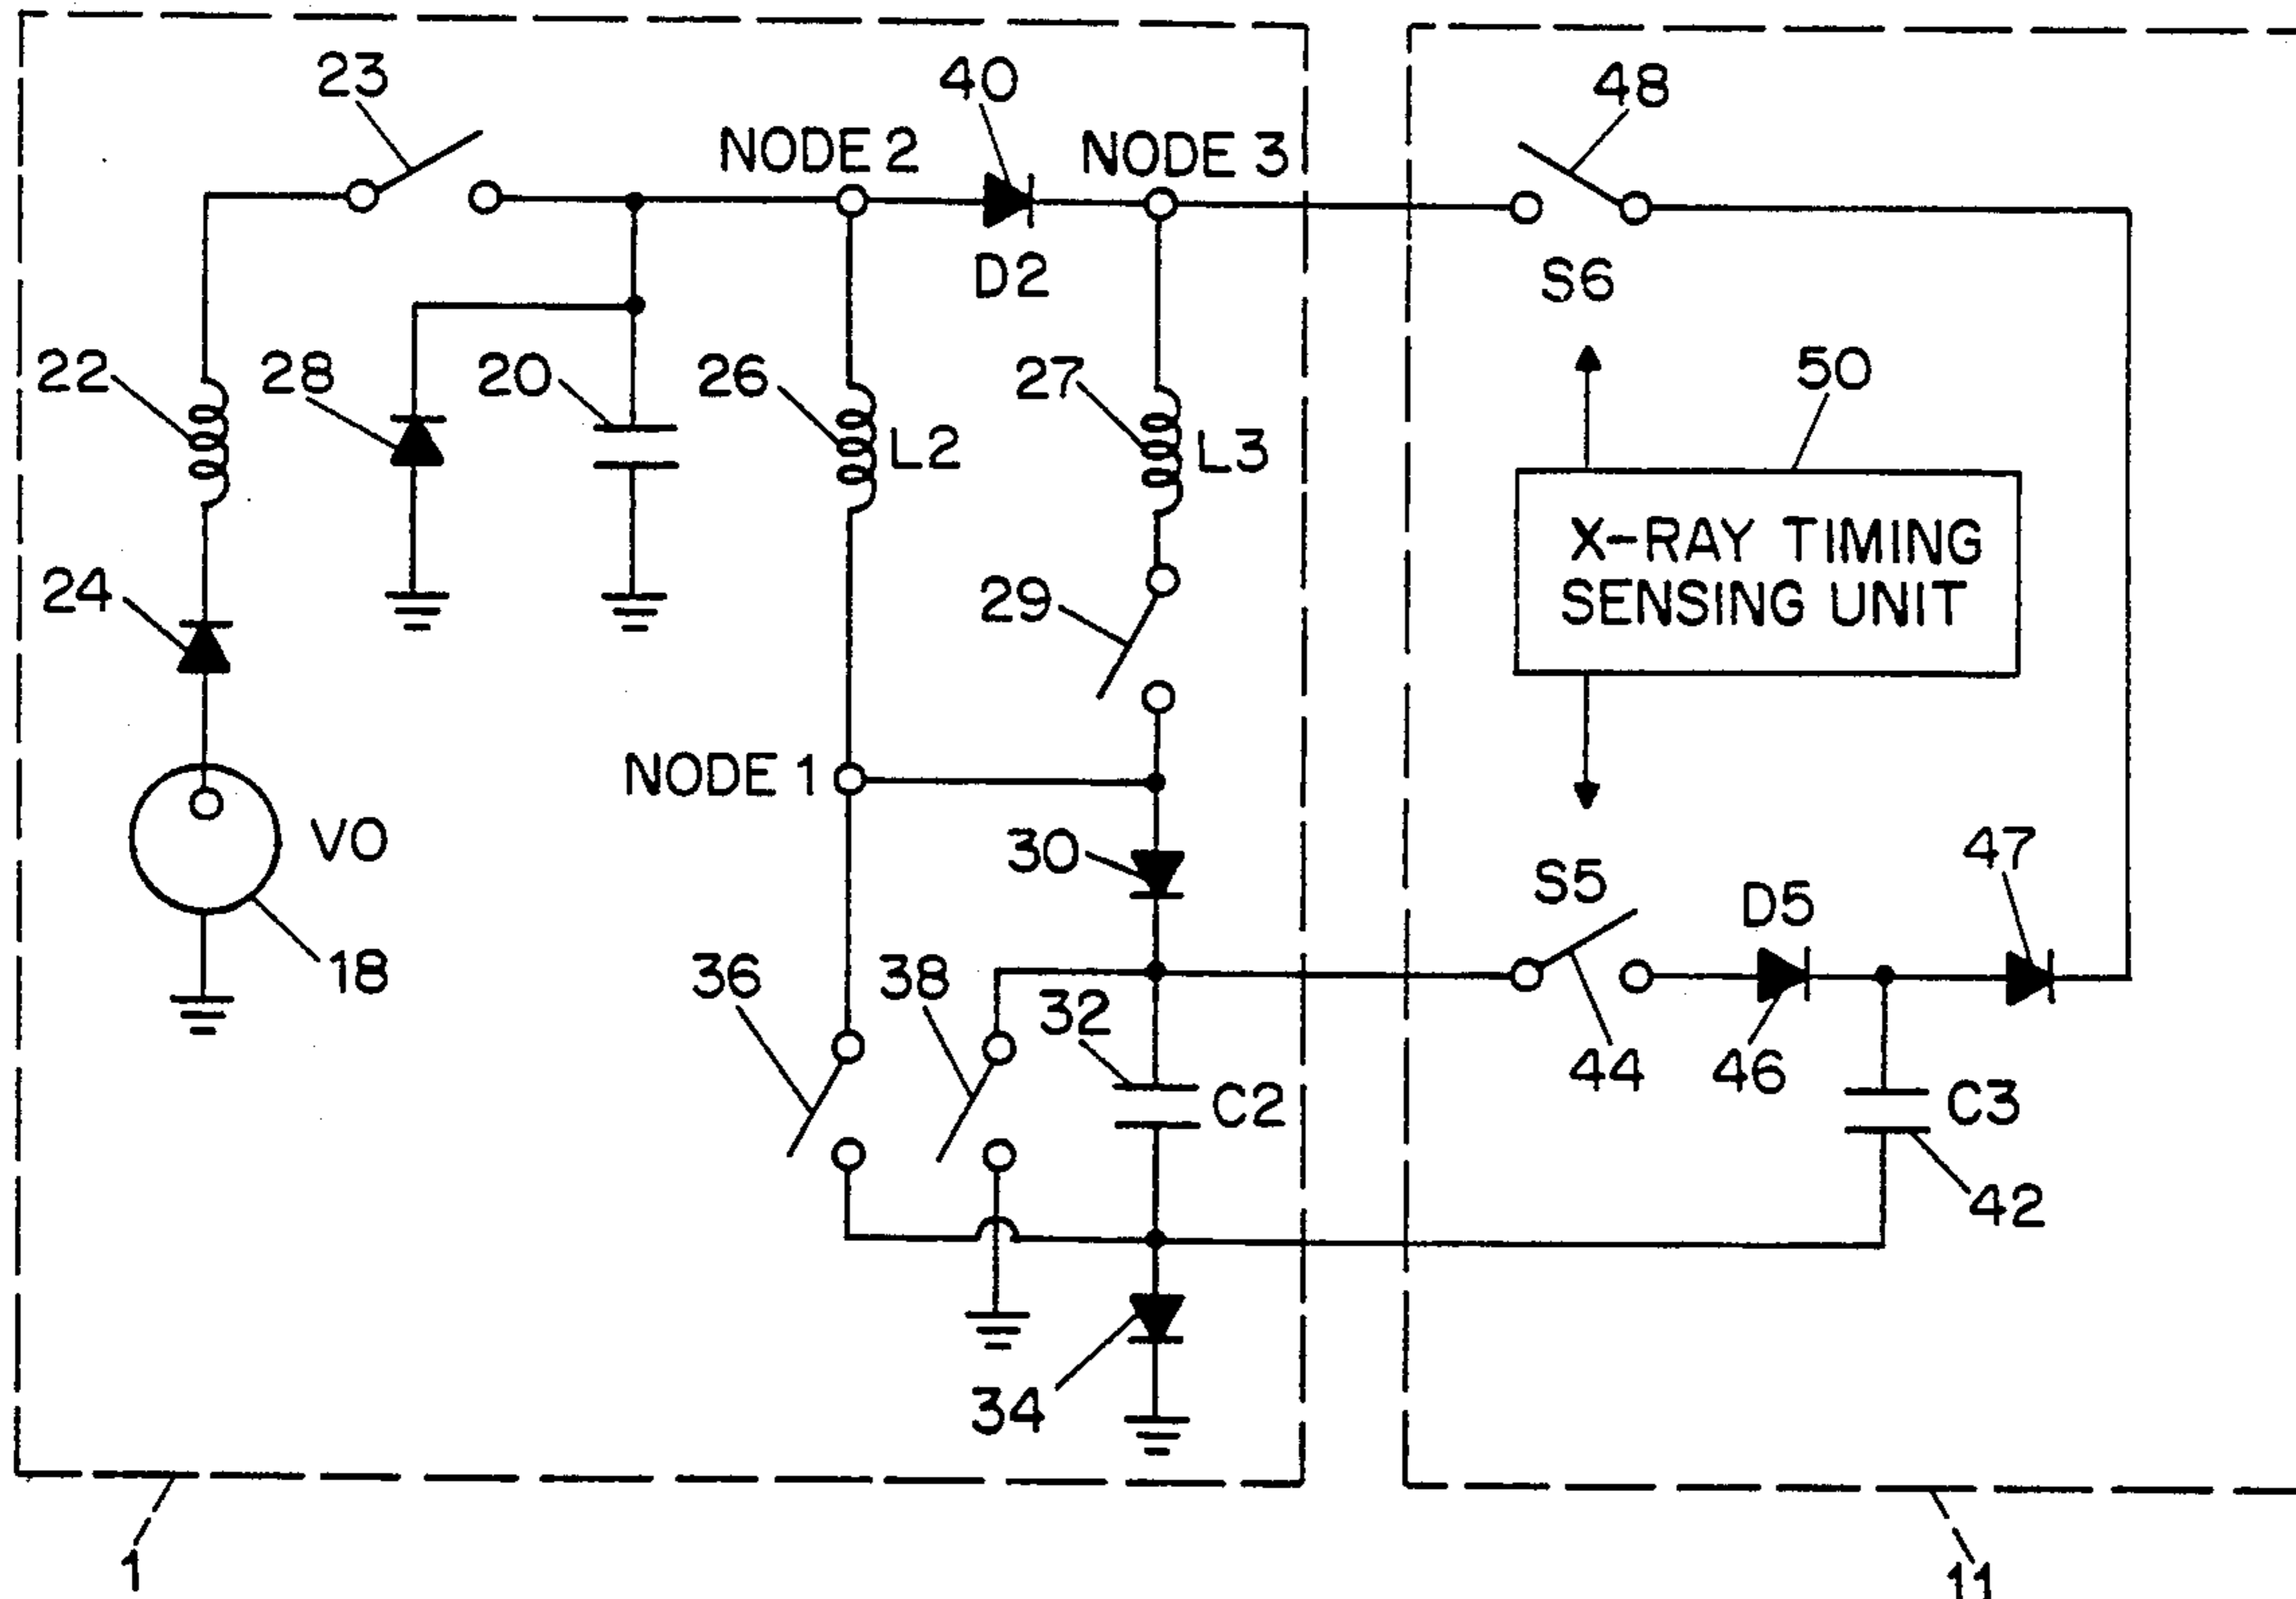 23
40
48
NODE 2
NODE 3
D2
S6
22
28
20
26
27
50
L2
L3
X-RAY TIMING
SENSING UNIT
24
29
NODE 1
VO
30
47
S5
D5
18
36
38
32
44
46
C2
C3
42
34
1
11